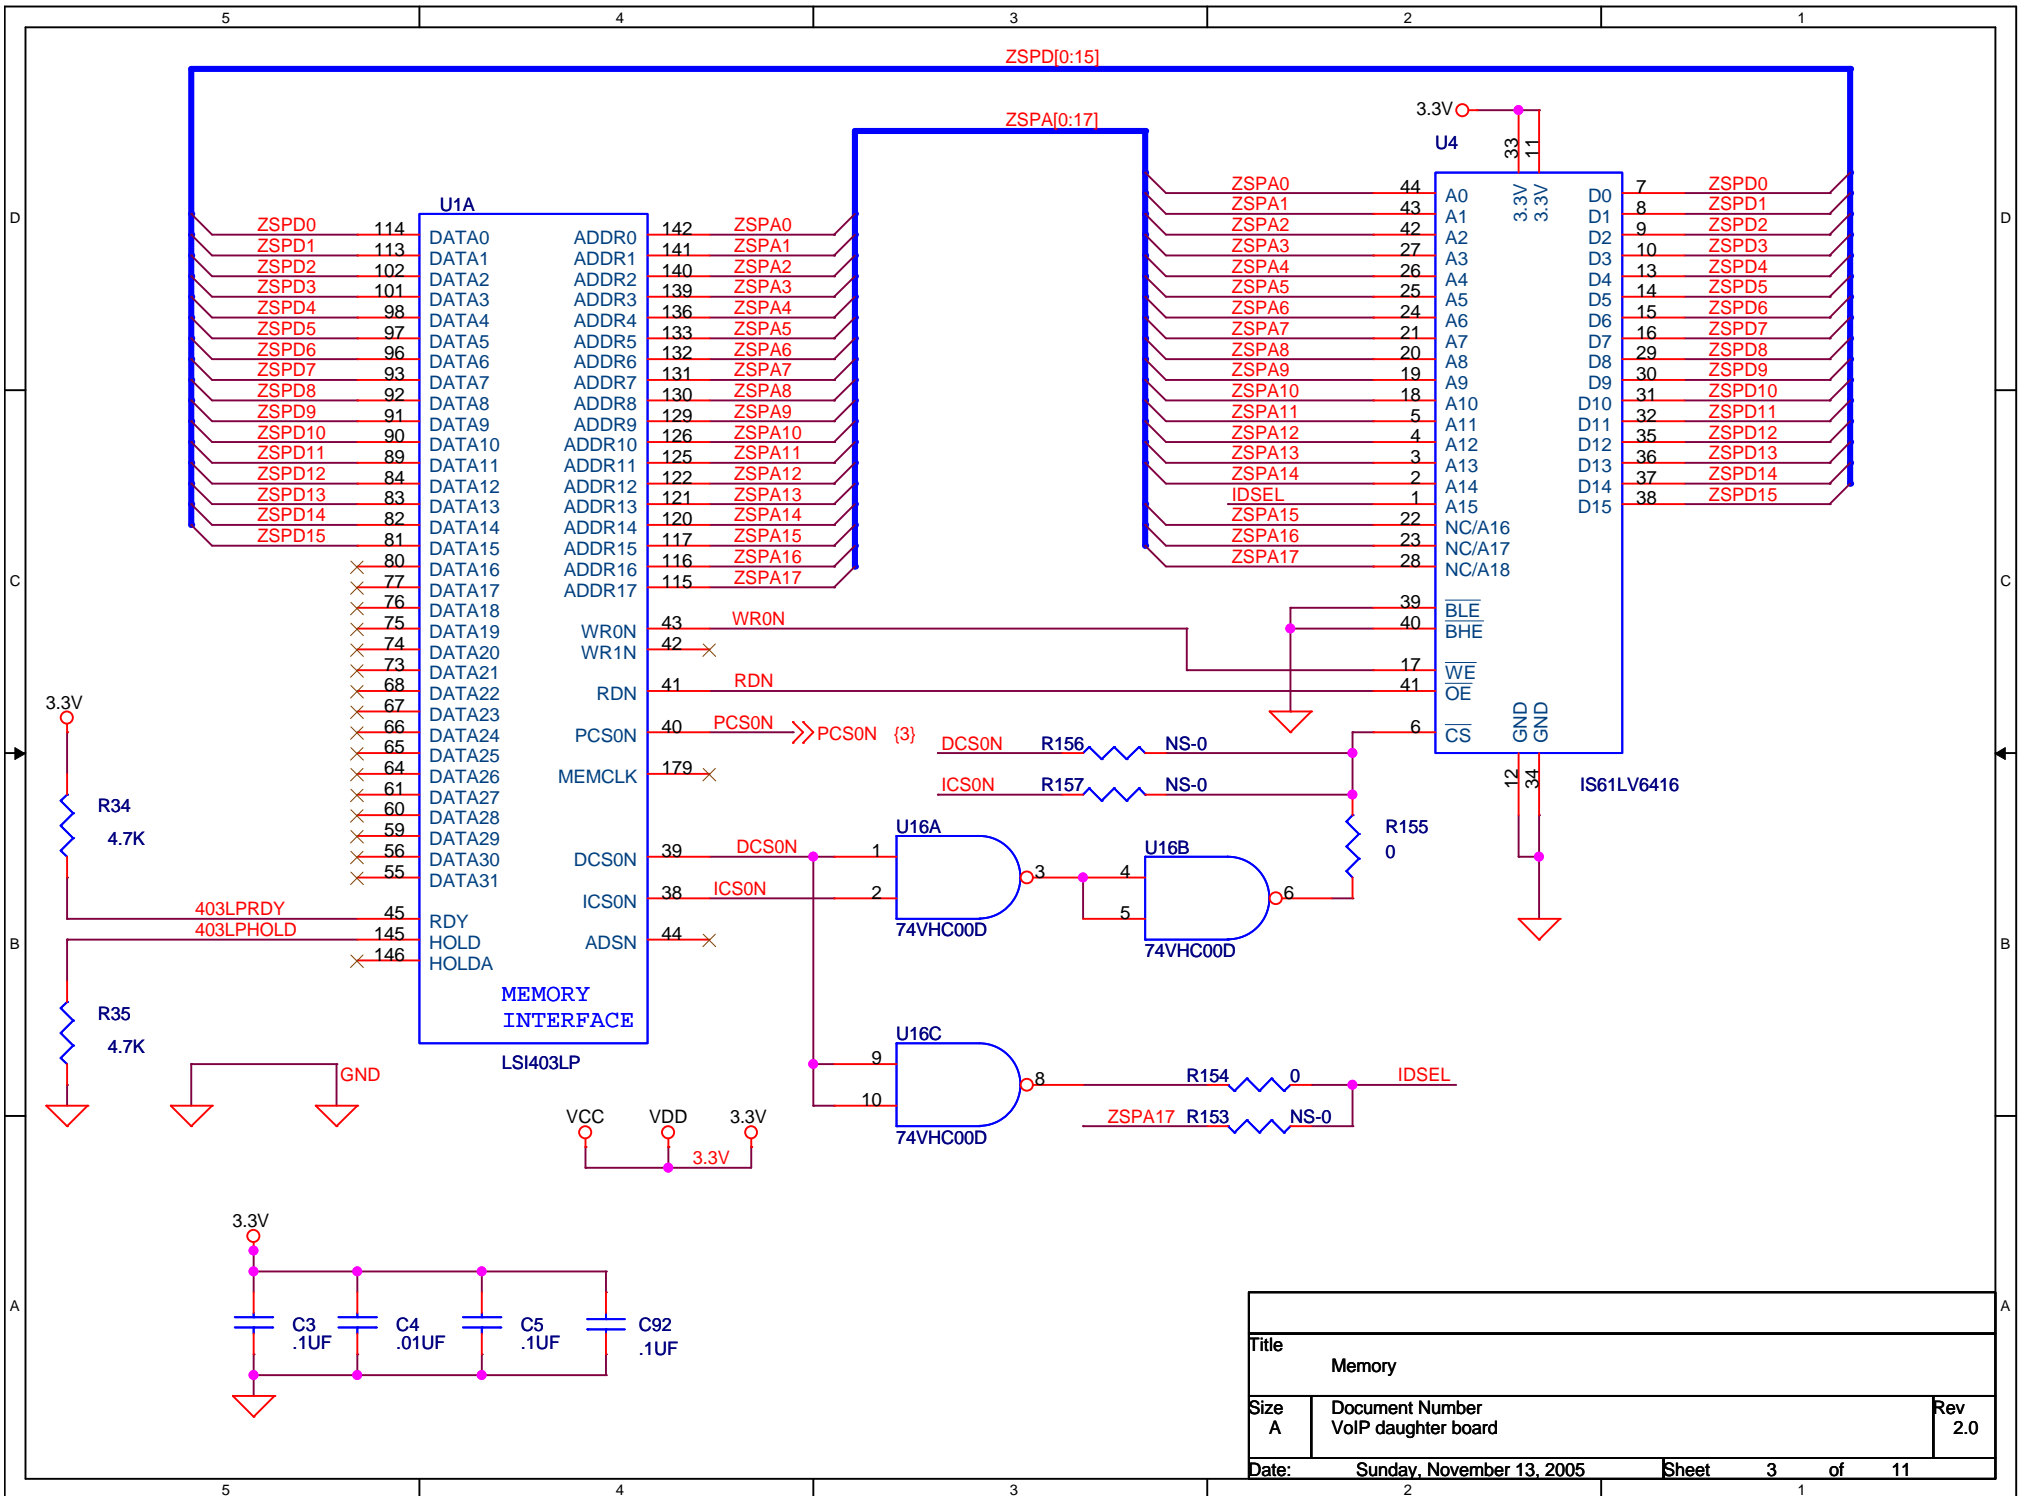 5 4 3 2 1
ZSPD[0:15]
ZSPA[0:17]
3.3V
U4
33
11
U1A
D D
ZSPD0 114 DATA0 ADDR0 142 ZSPA0
ZSPD1 113 DATA1 ADDR1 141 ZSPA1
ZSPD2 102 DATA2 ADDR2 140 ZSPA2
ZSPD3 101 DATA3 ADDR3 139 ZSPA3
ZSPD4 98 DATA4 ADDR4 136 ZSPA4
ZSPD5 97 DATA5 ADDR5 133 ZSPA5
ZSPD6 96 DATA6 ADDR6 132 ZSPA6
ZSPD7 93 DATA7 ADDR7 131 ZSPA7
ZSPD8 92 DATA8 ADDR8 130 ZSPA8
ZSPD9 91 DATA9 ADDR9 129 ZSPA9
ZSPD10 90 DATA10 ADDR10 126 ZSPA10
ZSPD11 89 DATA11 ADDR11 125 ZSPA11
ZSPD12 84 DATA12 ADDR12 122 ZSPA12
ZSPD13 83 DATA13 ADDR13 121 ZSPA13
ZSPD14 82 DATA14 ADDR14 120 ZSPA14
ZSPD15 81 DATA15 ADDR15 117 ZSPA15
80 DATA16 ADDR16 116 ZSPA16
77 DATA17 ADDR17 115 ZSPA17
76 DATA18
75 DATA19 WR0N 43 WR0N
74 DATA20 WR1N 42
73 DATA21
68 DATA22 RDN 41 RDN
67 DATA23
66 DATA24 PCS0N 40 PCS0N PCS0N {3}
65 DATA25
64 DATA26 MEMCLK 179
61 DATA27
60 DATA28
59 DATA29
56 DATA30 DCS0N 39 DCS0N
55 DATA31
ICS0N 38 ICS0N
403LPRDY 45 RDY
403LPHOLD 145 HOLD ADSN 44
146 HOLDA
MEMORY
INTERFACE
LSI403LP
3.3V 3.3V
ZSPA0 44 A0 D0 7 ZSPD0
ZSPA1 43 A1 D1 8 ZSPD1
ZSPA2 42 A2 D2 9 ZSPD2
ZSPA3 27 A3 D3 10 ZSPD3
ZSPA4 26 A4 D4 13 ZSPD4
ZSPA5 25 A5 D5 14 ZSPD5
ZSPA6 24 A6 D6 15 ZSPD6
ZSPA7 21 A7 D7 16 ZSPD7
ZSPA8 20 A8 D8 29 ZSPD8
ZSPA9 19 A9 D9 30 ZSPD9
ZSPA10 18 A10 D10 31 ZSPD10
ZSPA11 5 A11 D11 32 ZSPD11
ZSPA12 4 A12 D12 35 ZSPD12
ZSPA13 3 A13 D13 36 ZSPD13
ZSPA14 2 A14 D14 37 ZSPD14
IDSEL 1 A15 D15 38 ZSPD15
ZSPA15 22 NC/A16
ZSPA16 23 NC/A17
ZSPA17 28 NC/A18
C C
39 BLE
40 BHE
17 WE
41 OE
6 CS
GND GND
12
34
IS61LV6416
DCS0N R156 NS-0
ICS0N R157 NS-0
R155
0
U16A
1
2
3
74VHC00D
U16B
4
5
6
74VHC00D
3.3V
R34
4.7K
B B
R35
4.7K
GND
U16C
9
10
8
74VHC00D
R154 0 IDSEL
ZSPA17 R153 NS-0
VCC VDD 3.3V
3.3V
3.3V
C3
.1UF
C4
.01UF
C5
.1UF
C92
.1UF
A A
Title
Memory
Size
A
Document Number
VoIP daughter board
Rev
2.0
Date: Sunday, November 13, 2005 Sheet 3 of 11
5 4 3 2 1